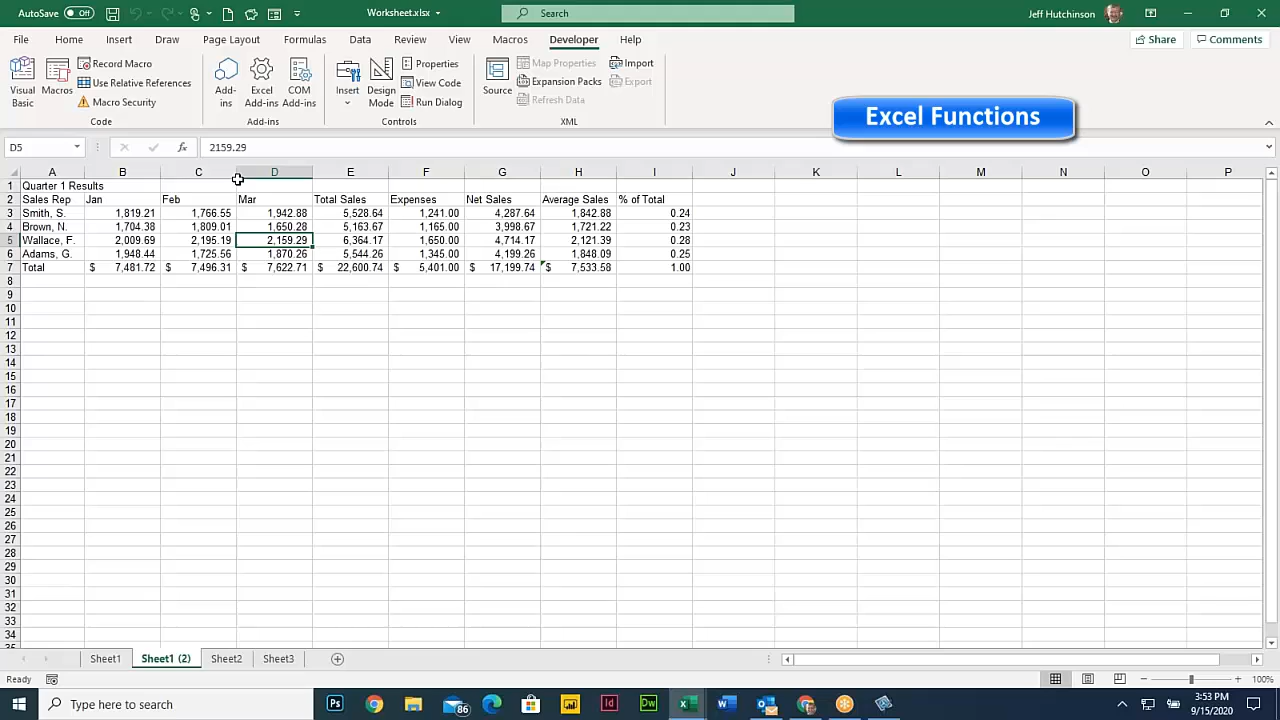 AutoSave Off Worksheet.xlsx Search Jeff Hutchinson
File Home Insert Draw Page Layout Formulas Data Review View Macros Developer Help Share Comments
Visual Basic
Macros
Record Macro
Use Relative References
Macro Security
Code
Add-ins
Excel Add-ins
COM Add-ins
Add-ins
Insert
Design Mode
Properties
View Code
Run Dialog
Controls
Source
Map Properties
Expansion Packs
Refresh Data
Import
Export
XML
Excel Functions
D5 fx 2159.29
A B C D E F G H I J K L M N O P
1 Quarter 1 Results
2 Sales Rep Jan Feb Mar Total Sales Expenses Net Sales Average Sales % of Total
3 Smith, S. 1,819.21 1,766.55 1,942.88 5,528.64 1,241.00 4,287.64 1,842.88 0.24
4 Brown, N. 1,704.38 1,809.01 1,650.28 5,163.67 1,165.00 3,998.67 1,721.22 0.23
5 Wallace, F. 2,009.69 2,195.19 2,159.29 6,364.17 1,650.00 4,714.17 2,121.39 0.28
6 Adams, G. 1,948.44 1,725.56 1,870.26 5,544.26 1,345.00 4,199.26 1,848.09 0.25
7 Total $ 7,481.72 $ 7,496.31 $ 7,622.71 $ 22,600.74 $ 5,401.00 $ 17,199.74 $ 7,533.58 1.00
8
9
10
11
12
13
14
15
16
17
18
19
20
21
22
23
24
25
26
27
28
29
30
31
32
33
34
Sheet1 Sheet1 (2) Sheet2 Sheet3
Ready 100%
Type here to search Ps 86 Id Dw 3:53 PM
9/15/2020